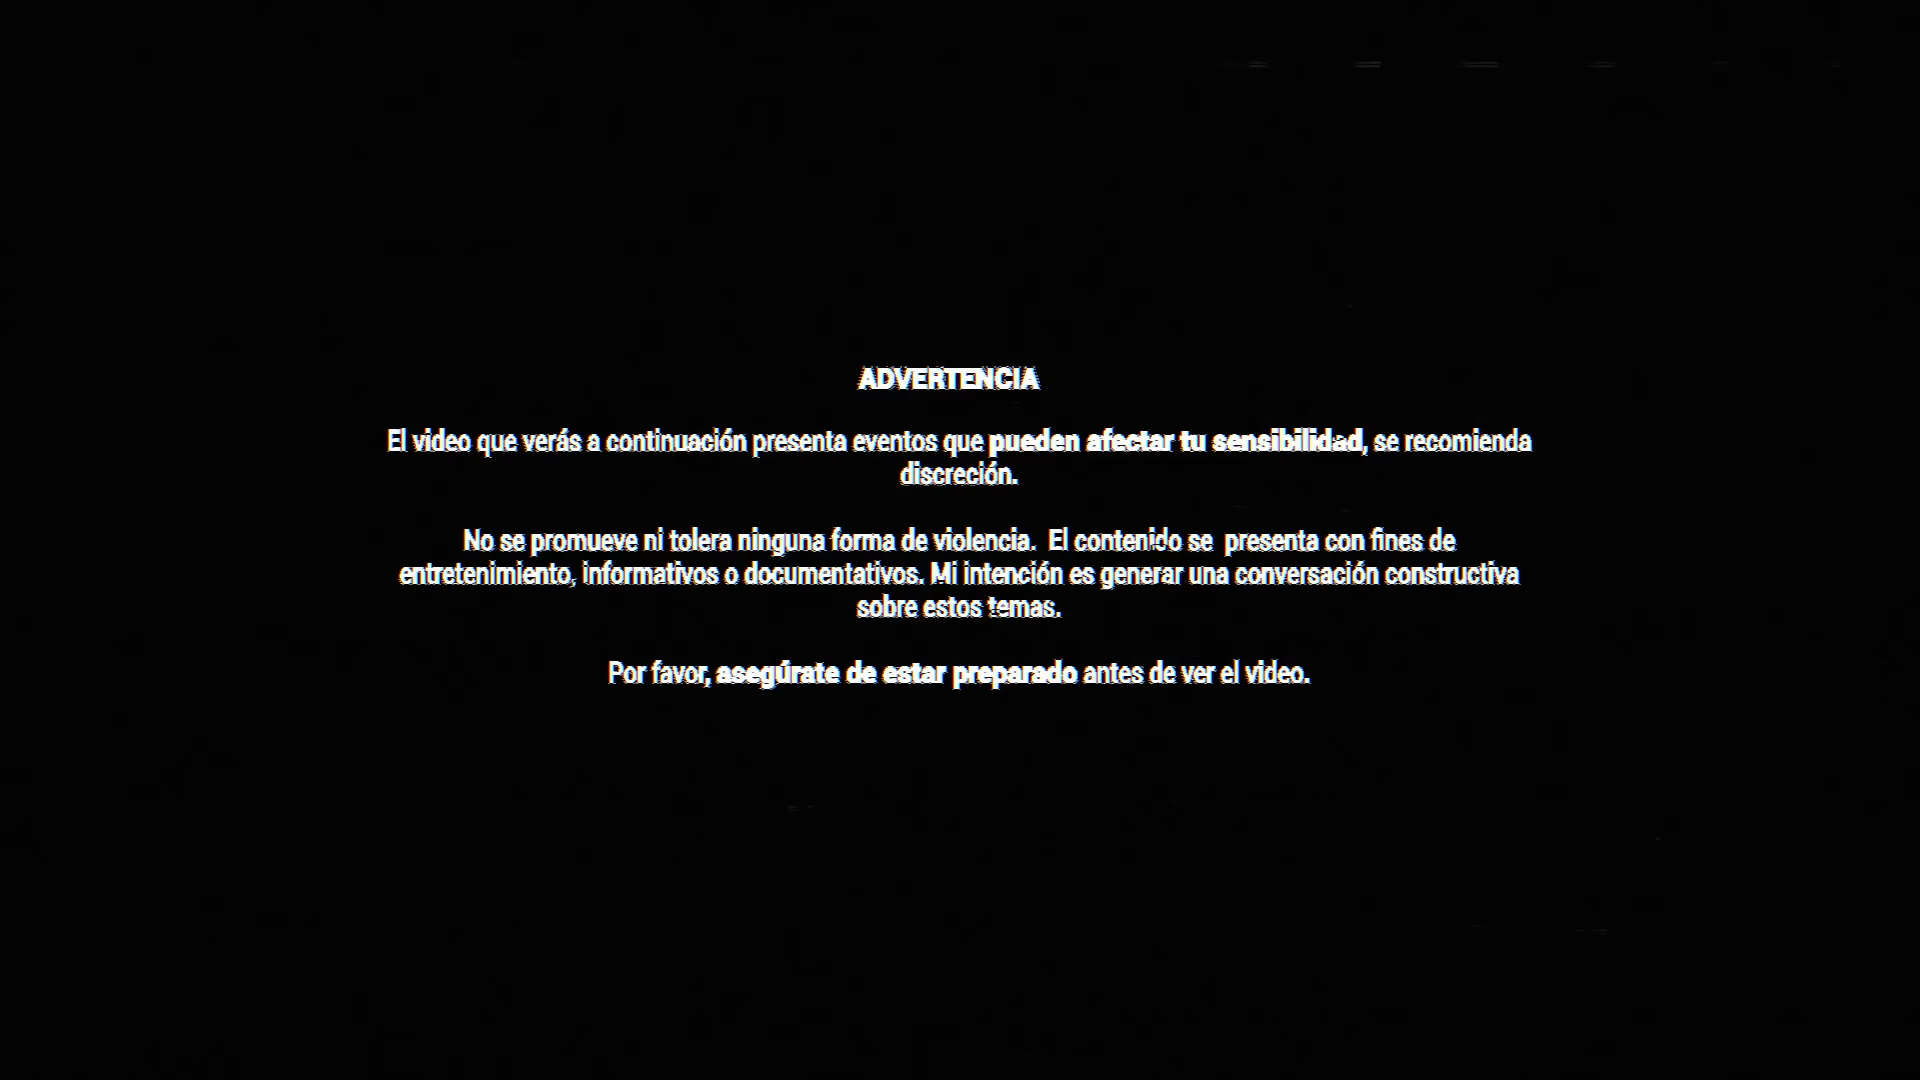 ADVERTENCIA
El video que verás a continuación presenta eventos que pueden afectar tu sensibilidad, se recomienda
discreción.
No se promueve ni tolera ninguna forma de violencia. El contenido se presenta con fines de
entretenimiento, informativos o documentativos. Mi intención es generar una conversación constructiva
sobre estos temas.
Por favor, asegúrate de estar preparado antes de ver el video.